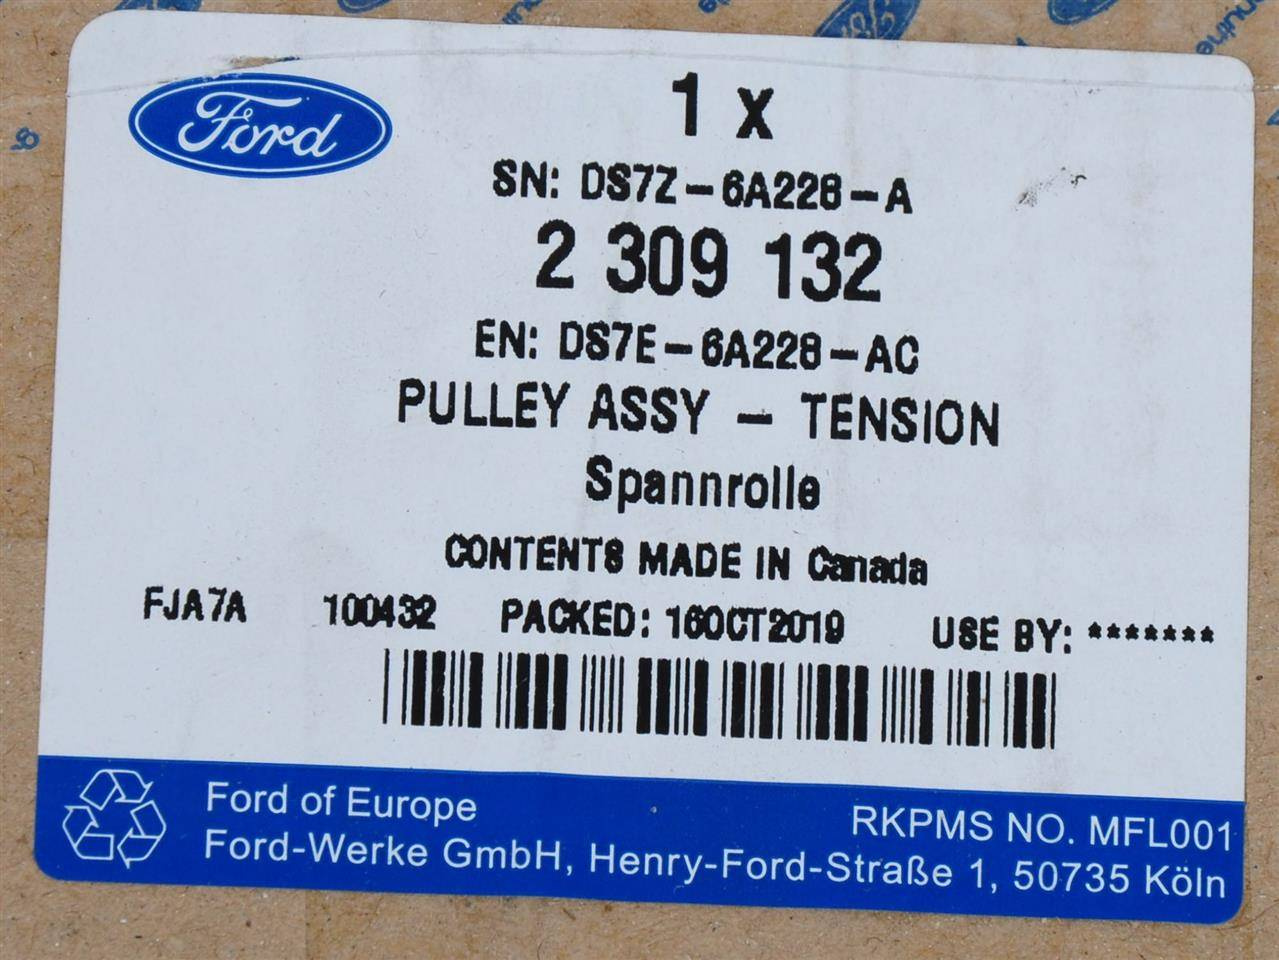 Ford
1 x
SN: DS7Z-6A228-A
2 309 132
EN: DS7E-6A228-AC
PULLEY ASSY - TENSION
Spannrolle
CONTENTS MADE IN Canada
FJA7A 100432 PACKED: 16OCT2019 USE BY: *******
Ford of Europe
RKPMS NO. MFL001
Ford-Werke GmbH, Henry-Ford-Straße 1, 50735 Köln